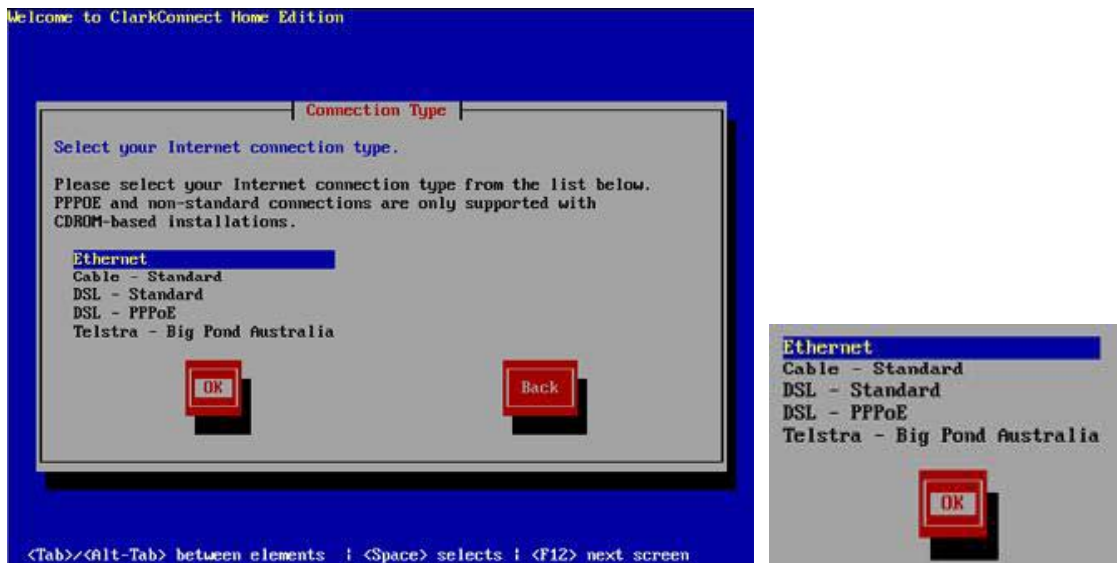 Welcome to ClarkConnect Home Edition
Connection Type
Select your Internet connection type.
Please select your Internet connection type from the list below.
PPPOE and non-standard connections are only supported with
CDROM-based installations.
Ethernet
Cable - Standard
DSL - Standard
DSL - PPPoE
Telstra - Big Pond Australia
OK
Back
<Tab>/<Alt-Tab> between elements | <Space> selects | <F12> next screen
Ethernet
Cable - Standard
DSL - Standard
DSL - PPPoE
Telstra - Big Pond Australia
OK